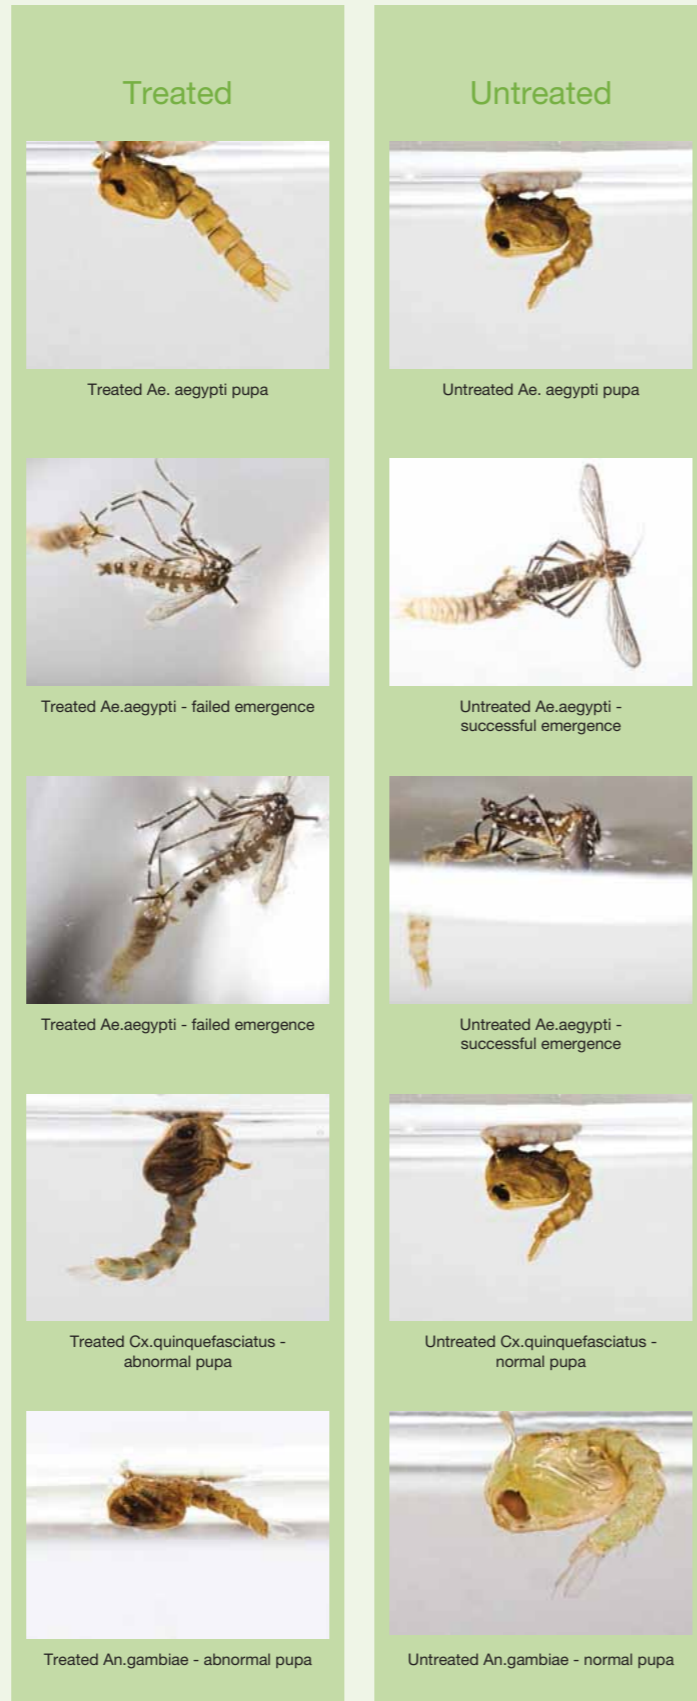 Treated
Untreated
Treated Ae. aegypti pupa
Untreated Ae. aegypti pupa
Treated Ae.aegypti - failed emergence
Untreated Ae.aegypti -
successful emergence
Treated Ae.aegypti - failed emergence
Untreated Ae.aegypti -
successful emergence
Treated Cx.quinquefasciatus -
abnormal pupa
Untreated Cx.quinquefasciatus -
normal pupa
Treated An.gambiae - abnormal pupa
Untreated An.gambiae - normal pupa